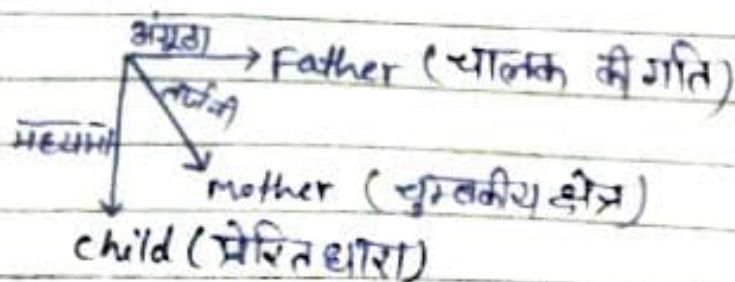 अंगूठा
Father (चालक की गति)
तर्जनी
मध्यमा
mother (चुम्बकीय क्षेत्र)
child (प्रेरित धारा)